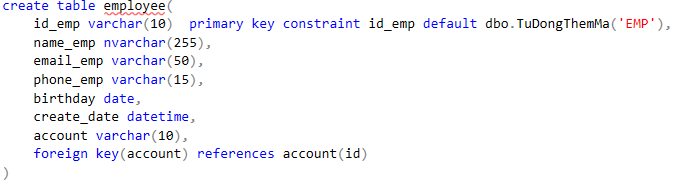 create table employee(
id_emp varchar(10)  primary key constraint id_emp default dbo.TuDongThemMa('EMP'),
name_emp nvarchar(255),
email_emp varchar(50),
phone_emp varchar(15),
birthday date,
create_date datetime,
account varchar(10),
foreign key(account) references account(id)
)